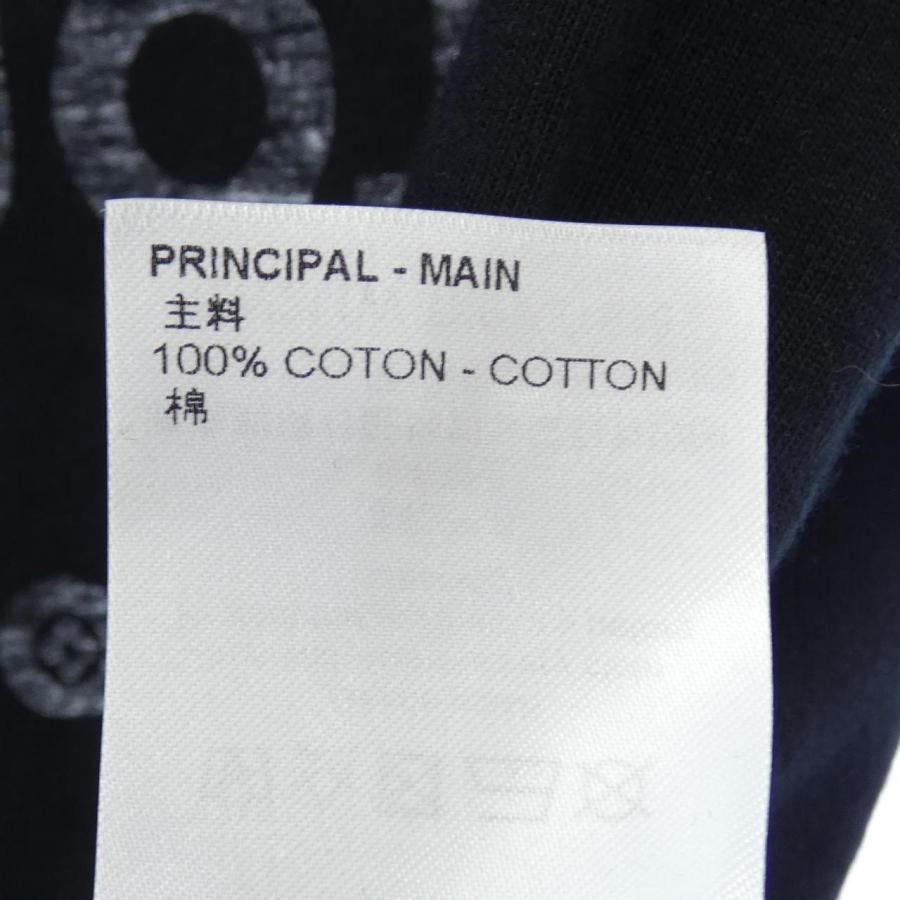 PRINCIPAL - MAIN
主料
100% COTON - COTTON
棉